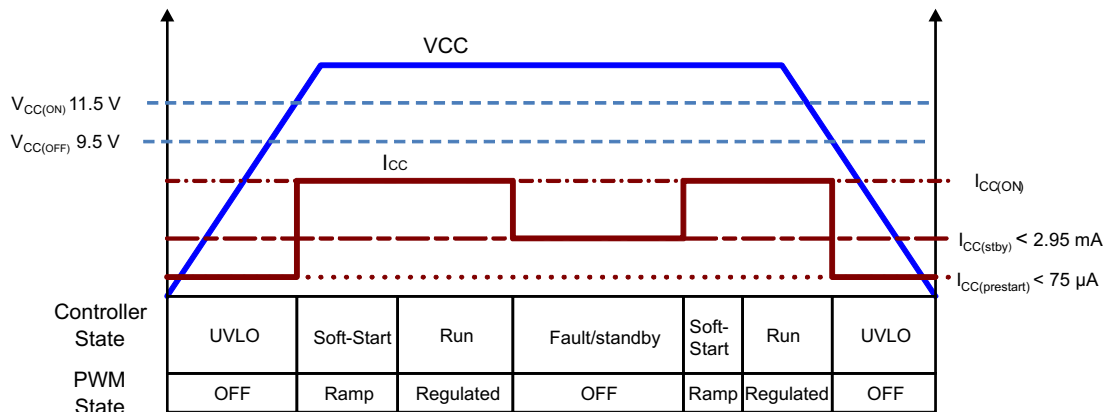 VCC
VCC(ON) 11.5 V
VCC(OFF) 9.5 V
ICC
ICC(ON)
ICC(stby) < 2.95 mA
ICC(prestart) < 75 µA
Controller
State
UVLO
Soft-Start
Run
Fault/standby
Soft-
Start
Run
UVLO
PWM
State
OFF
Ramp
Regulated
OFF
Ramp
Regulated
OFF